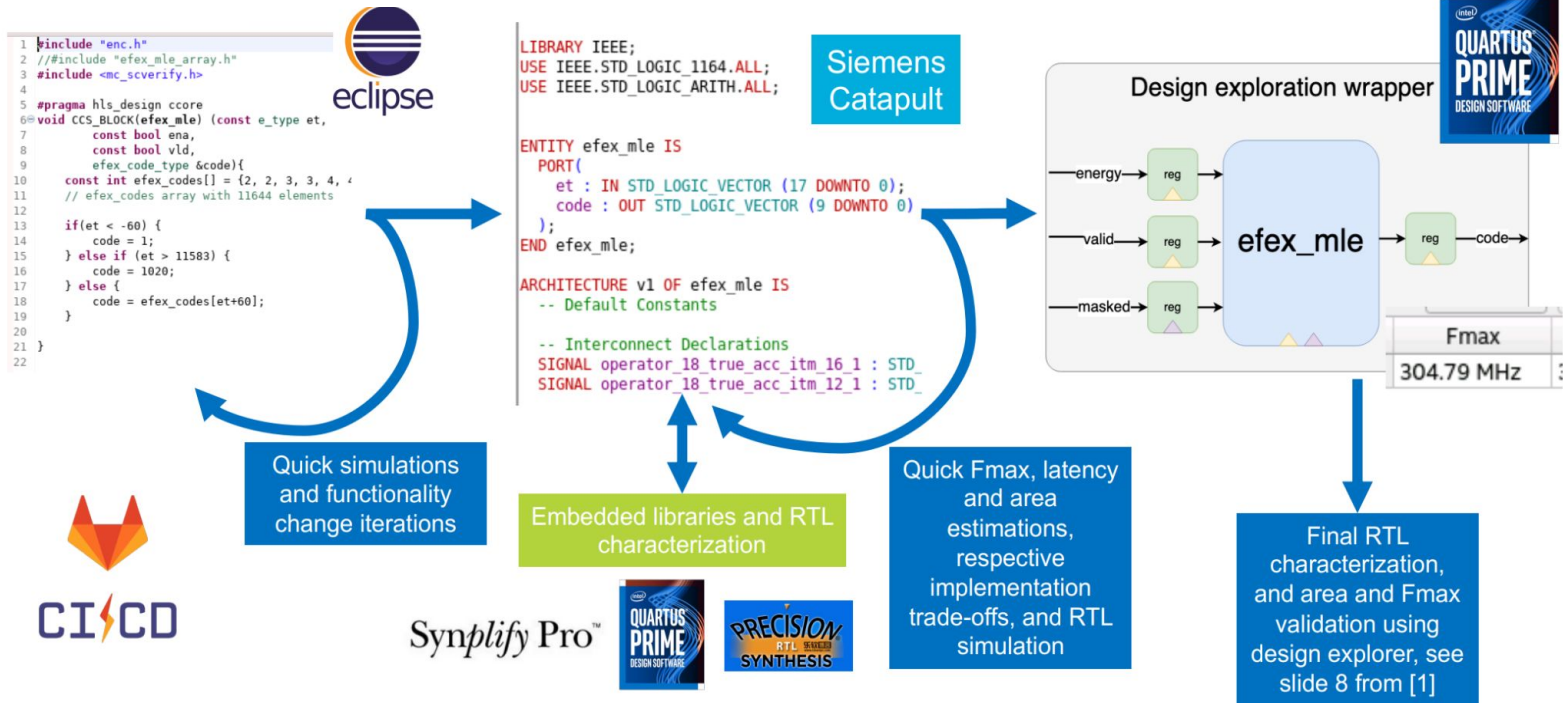 1 #include "enc.h"
2 //#include "efex_mle_array.h"
3 #include <mc_scverify.h>
4
5 #pragma hls_design ccore
6 void CCS_BLOCK(efex_mle) (const e_type et,
7 const bool ena,
8 const bool vld,
9 efex_code_type &code){
10 const int efex_codes[] = {2, 2, 3, 3, 4,
11 // efex_codes array with 11644 elements
12
13 if(et < -60) {
14 code = 1;
15 } else if (et > 11583) {
16 code = 1020;
17 } else {
18 code = efex_codes[et+60];
19 }
20
21 }
22
eclipse
LIBRARY IEEE;
USE IEEE.STD_LOGIC_1164.ALL;
USE IEEE.STD_LOGIC_ARITH.ALL;
ENTITY efex_mle IS
PORT(
et : IN STD_LOGIC_VECTOR (17 DOWNTO 0);
code : OUT STD_LOGIC_VECTOR (9 DOWNTO 0)
);
END efex_mle;
ARCHITECTURE v1 OF efex_mle IS
-- Default Constants
-- Interconnect Declarations
SIGNAL operator_18_true_acc_itm_16_1 : STD_
SIGNAL operator_18_true_acc_itm_12_1 : STD_
Siemens
Catapult
intel
QUARTUS
PRIME
DESIGN SOFTWARE
Design exploration wrapper
energy
reg
valid
reg
masked
reg
efex_mle
reg
code
Fmax
304.79 MHz
Quick simulations
and functionality
change iterations
CI CD
Embedded libraries and RTL
characterization
Synplify Pro™
intel
QUARTUS
PRIME
DESIGN SOFTWARE
PRECISION
RTL
SYNTHESIS
Quick Fmax, latency
and area
estimations,
respective
implementation
trade-offs, and RTL
simulation
Final RTL
characterization,
and area and Fmax
validation using
design explorer, see
slide 8 from [1]